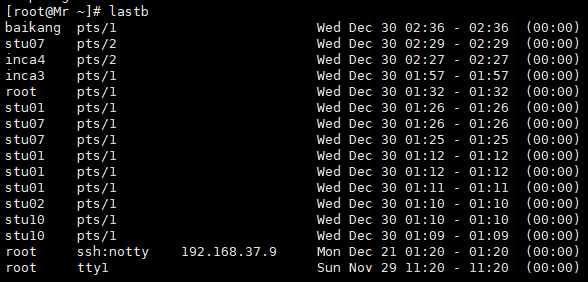 [root@Mr ~]# lastb
baikang  pts/1                         Wed Dec 30 02:36 - 02:36  (00:00)
stu07    pts/2                         Wed Dec 30 02:29 - 02:29  (00:00)
inca4    pts/2                         Wed Dec 30 02:27 - 02:27  (00:00)
inca3    pts/1                         Wed Dec 30 01:57 - 01:57  (00:00)
root     pts/1                         Wed Dec 30 01:32 - 01:32  (00:00)
stu01    pts/1                         Wed Dec 30 01:26 - 01:26  (00:00)
stu07    pts/1                         Wed Dec 30 01:26 - 01:26  (00:00)
stu07    pts/1                         Wed Dec 30 01:25 - 01:25  (00:00)
stu01    pts/1                         Wed Dec 30 01:12 - 01:12  (00:00)
stu01    pts/1                         Wed Dec 30 01:12 - 01:12  (00:00)
stu01    pts/1                         Wed Dec 30 01:11 - 01:11  (00:00)
stu02    pts/1                         Wed Dec 30 01:10 - 01:10  (00:00)
stu10    pts/1                         Wed Dec 30 01:10 - 01:10  (00:00)
stu10    pts/1                         Wed Dec 30 01:09 - 01:09  (00:00)
root     ssh:notty    192.168.37.9     Mon Dec 21 01:20 - 01:20  (00:00)
root     tty1                          Sun Nov 29 11:20 - 11:20  (00:00)